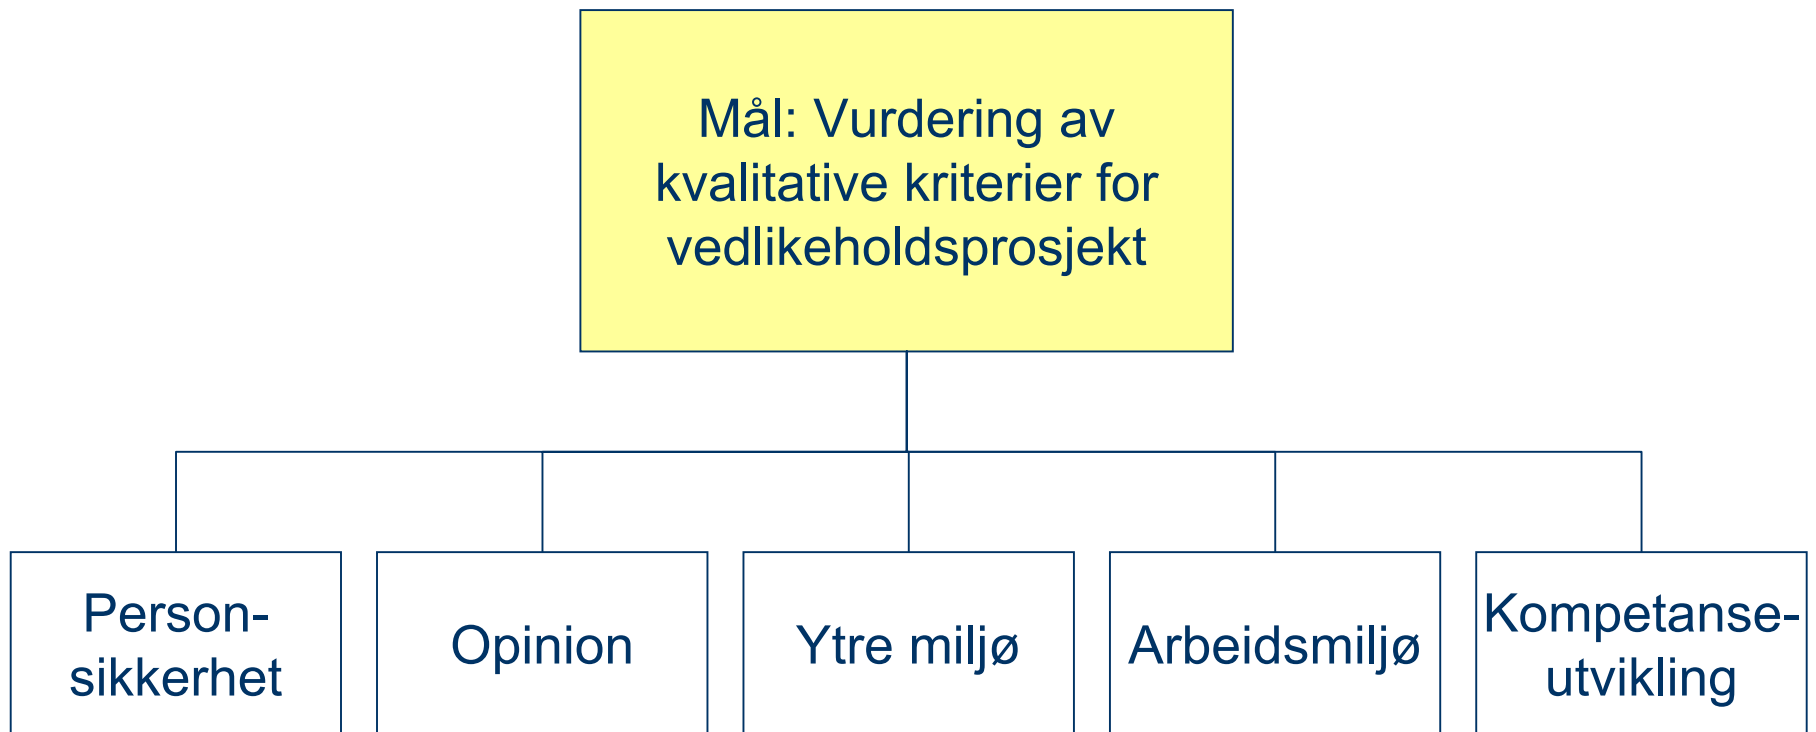 Mål: Vurdering av
kvalitative kriterier for
vedlikeholdsprosjekt
Person-
sikkerhet
Opinion
Ytre miljø
Arbeidsmiljø
Kompetanse-
utvikling